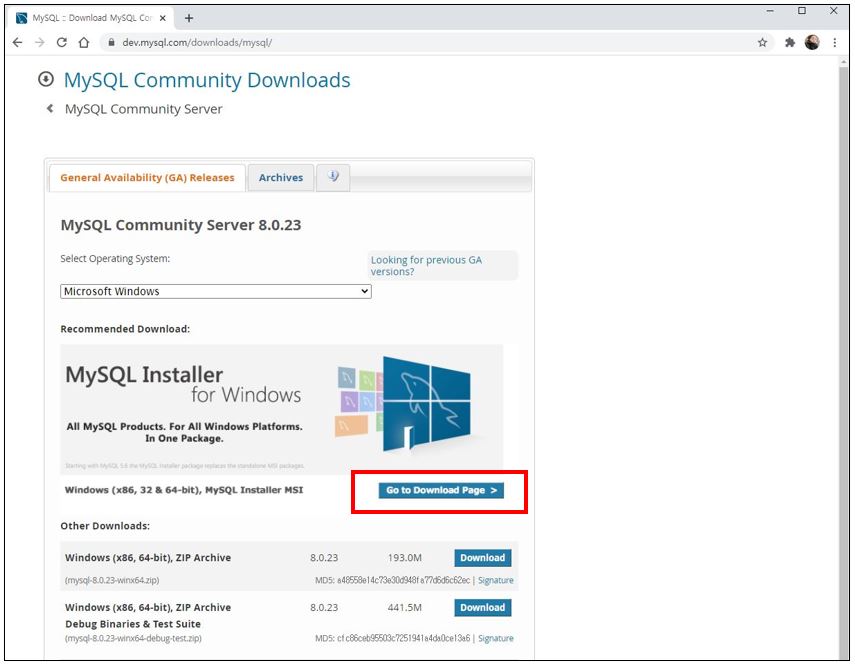 MySQL :: Download MySQL Cor
dev.mysql.com/downloads/mysql/
MySQL Community Downloads
MySQL Community Server
General Availability (GA) Releases
Archives
MySQL Community Server 8.0.23
Select Operating System:
Looking for previous GA
versions?
Microsoft Windows
Recommended Download:
MySQL Installer
for Windows
All MySQL Products. For All Windows Platforms.
In One Package.
Starting with MySQL 5.6 the MySQL Installer package replaces the standalone MSI packages.
Windows (x86, 32 & 64-bit), MySQL Installer MSI
Go to Download Page >
Other Downloads:
Windows (x86, 64-bit), ZIP Archive 8.0.23 193.0M Download
(mysql-8.0.23-winx64.zip) MD5: a48558e14c73e30d948fa77d6d6c62ec | Signature
Windows (x86, 64-bit), ZIP Archive 8.0.23 441.5M Download
Debug Binaries & Test Suite
(mysql-8.0.23-winx64-debug-test.zip) MD5: cfc86ceb95503c7251941a4da0ce13a6 | Signature